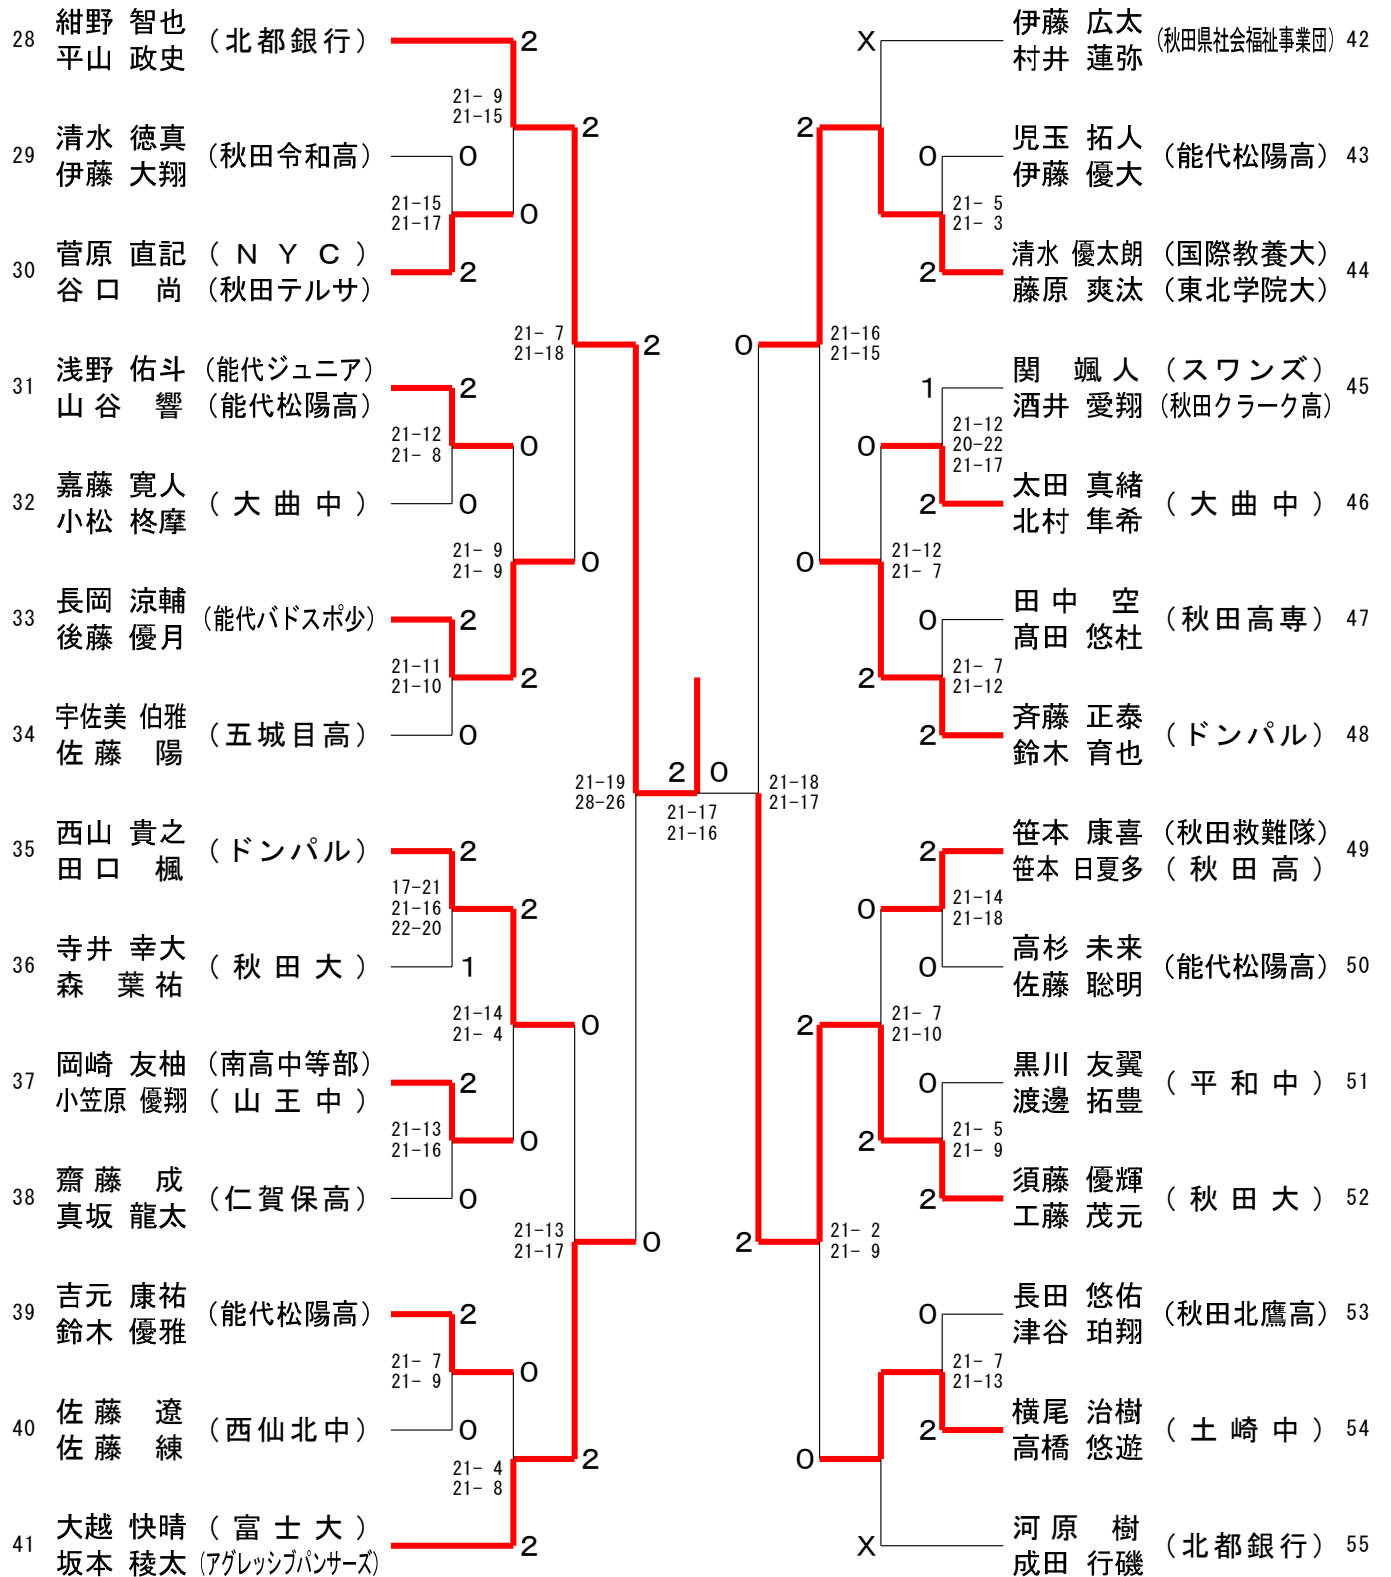 28 紺野 智也 平山 政史 (北都銀行) 2
21- 9
21-15
2
29 清水 徳真 伊藤 大翔 (秋田令和高) 0
21-15
21-17
0
30 菅原 直記 (ＮＹＣ) 谷口 尚 (秋田テルサ) 2
21- 7
21-18
2
31 浅野 佑斗 (能代ジュニア) 山谷 響 (能代松陽高) 2
21-12
21- 8
0
32 嘉藤 寛人 小松 柊摩 (大曲中) 0
21- 9
21- 9
0
33 長岡 涼輔 後藤 優月 (能代バドスポ少) 2
21-11
21-10
2
34 宇佐美 伯雅 佐藤 陽 (五城目高) 0
21-19
28-26
35 西山 貴之 田口 楓 (ドンパル) 2
17-21
21-16
22-20
2
36 寺井 幸大 森 葉祐 (秋田大) 1
21-14
21- 4
0
37 岡崎 友柚 (南高中等部) 小笠原 優翔 (山王中) 2
21-13
21-16
0
38 齋藤 成 真坂 龍太 (仁賀保高) 0
21-13
21-17
0
39 吉元 康祐 鈴木 優雅 (能代松陽高) 2
21- 7
21- 9
0
40 佐藤 遼 佐藤 練 (西仙北中) 0
21- 4
21- 8
2
41 大越 快晴 (富士大) 坂本 稜太 (アグレッシブパンサーズ) 2
2 0
21-17
21-16
X 伊藤 広太 村井 蓮弥 (秋田県社会福祉事業団) 42
2
0 児玉 拓人 伊藤 優大 (能代松陽高) 43
21- 5
21- 3
2 清水 優太朗 (国際教養大) 藤原 爽汰 (東北学院大) 44
0
21-16
21-15
1 関 颯人 (スワンズ) 酒井 愛翔 (秋田クラーク高) 45
0
21-12
20-22
21-17
2 太田 真緒 北村 隼希 (大曲中) 46
0
21-12
21- 7
0 田中 空 髙田 悠杜 (秋田高専) 47
2
21- 7
21-12
2 斉藤 正泰 鈴木 育也 (ドンパル) 48
21-18
21-17
2 笹本 康喜 (秋田救難隊) 笹本 日夏多 (秋田高) 49
0
21-14
21-18
0 高杉 未来 佐藤 聡明 (能代松陽高) 50
2
21- 7
21-10
0 黒川 友翼 渡邊 拓豊 (平和中) 51
2
21- 5
21- 9
2 須藤 優輝 工藤 茂元 (秋田大) 52
2
21- 2
21- 9
0 長田 悠佑 津谷 珀翔 (秋田北鷹高) 53
21- 7
21-13
2 横尾 治樹 高橋 悠遊 (土崎中) 54
0
X 河原 樹 成田 行磯 (北都銀行) 55